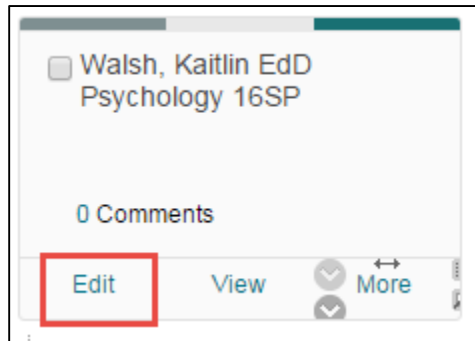 Walsh, Kaitlin EdD
Psychology 16SP
0 Comments
Edit View More